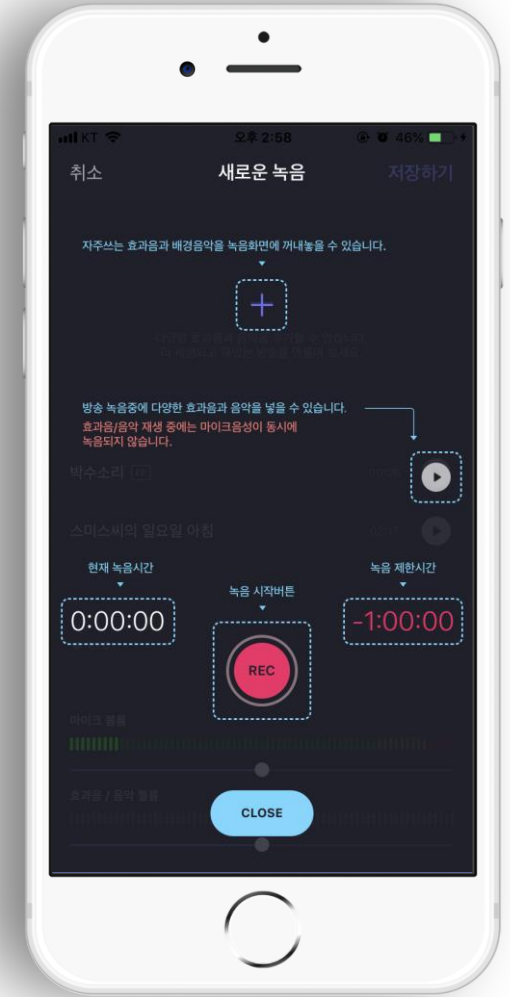 KT 오후 2:58 46%
취소 새로운 녹음 저장하기
자주쓰는 효과음과 배경음악을 녹음화면에 꺼내놓을 수 있습니다.
방송 녹음중에 다양한 효과음과 음악을 넣을 수 있습니다.
효과음/음악 재생 중에는 마이크음성이 동시에
녹음되지 않습니다.
박수소리
스미스씨의 일요일 아침
현재 녹음시간
녹음 시작버튼
녹음 제한시간
0:00:00
REC
-1:00:00
마이크 볼륨
효과음 / 음악 볼륨
CLOSE